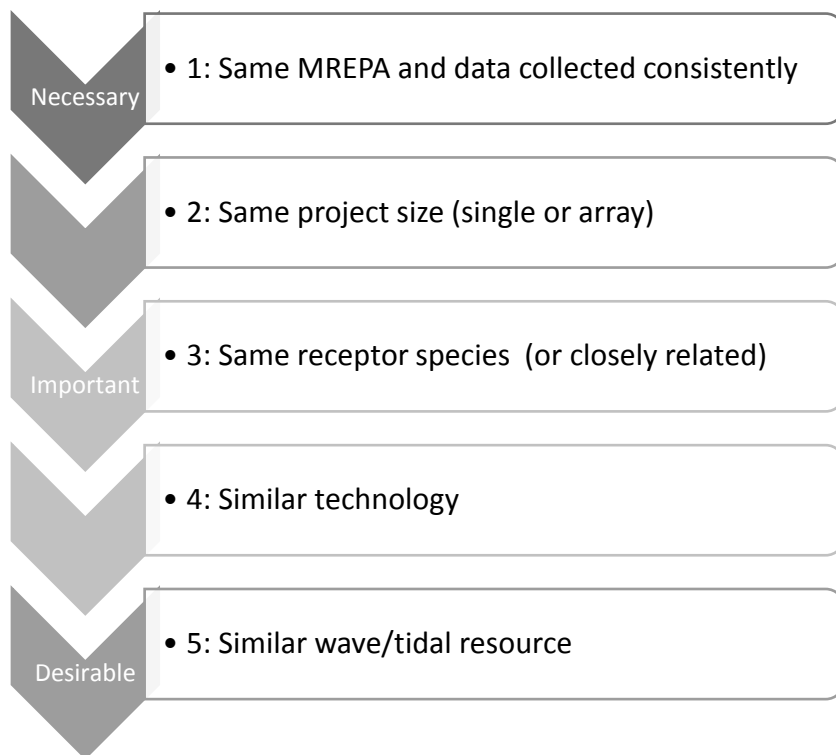 Necessary
• 1: Same MREPA and data collected consistently
• 2: Same project size (single or array)
Important
• 3: Same receptor species (or closely related)
• 4: Similar technology
Desirable
• 5: Similar wave/tidal resource